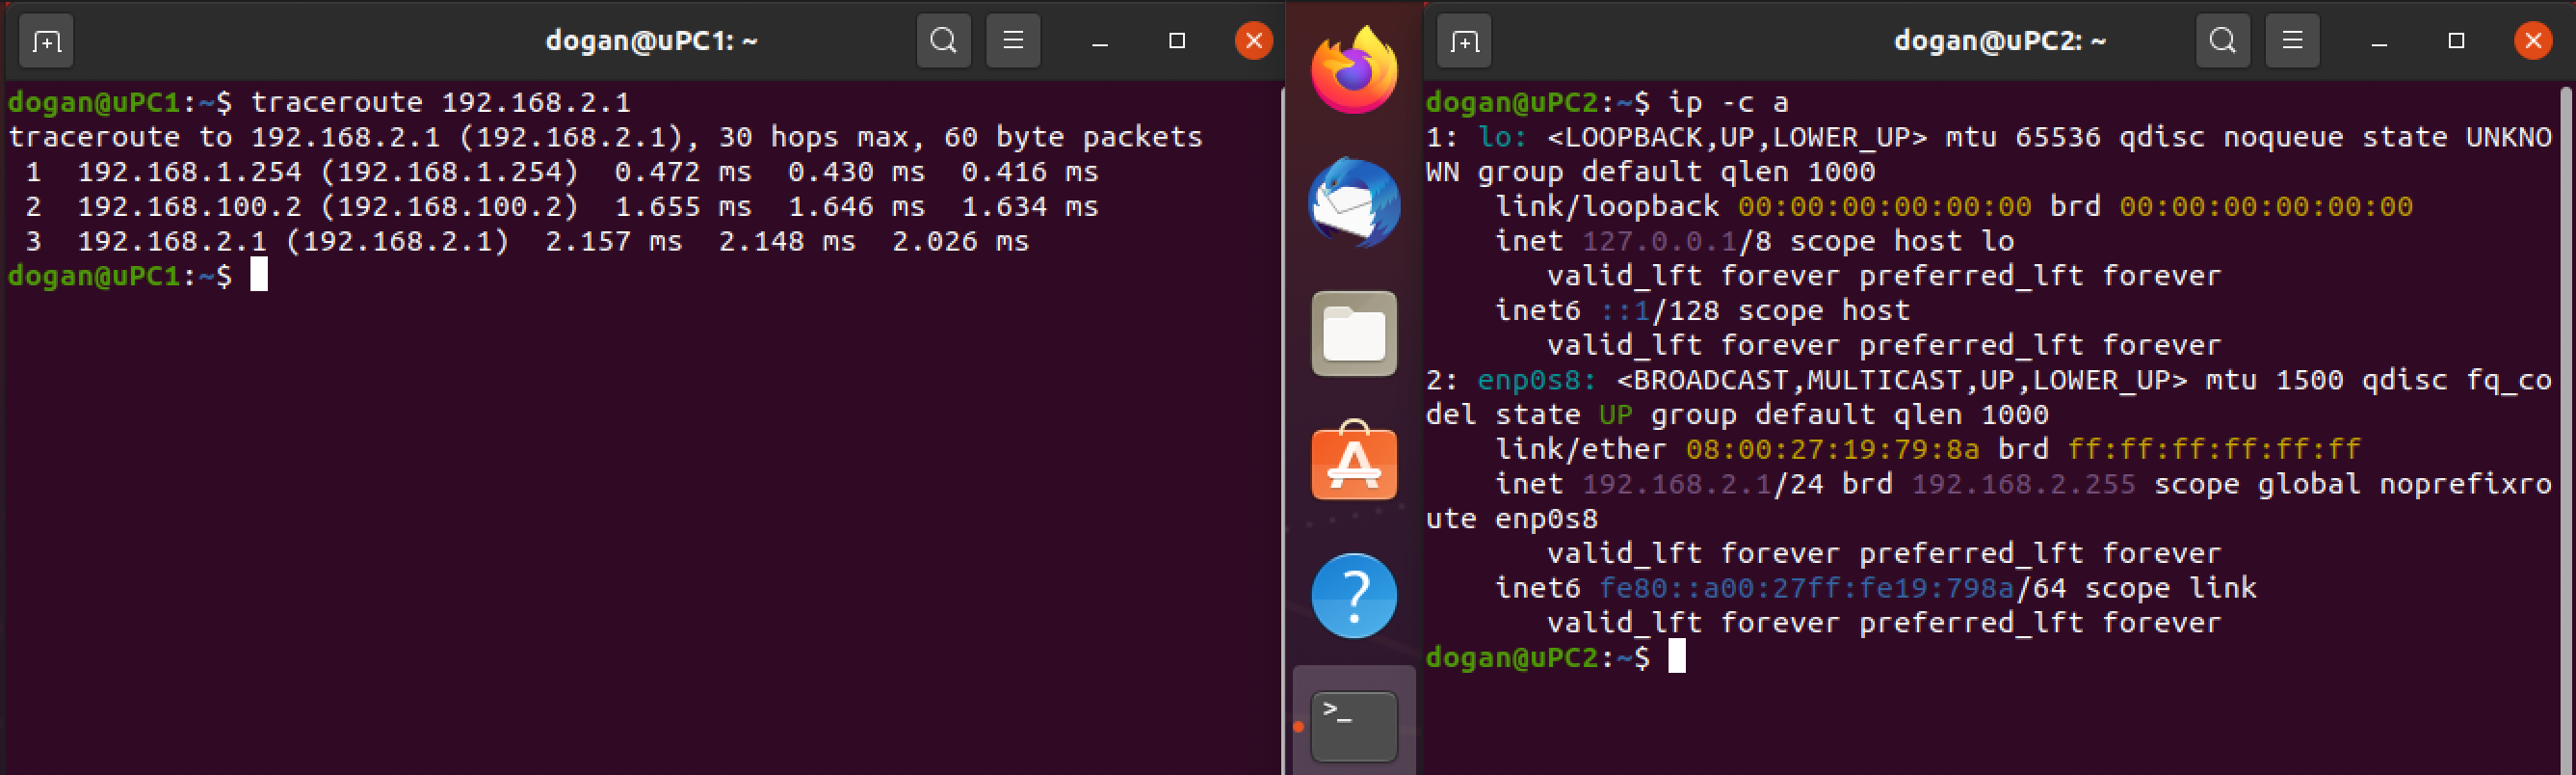 dogan@uPC1: ~
dogan@uPC1:~$ traceroute 192.168.2.1
traceroute to 192.168.2.1 (192.168.2.1), 30 hops max, 60 byte packets
 1  192.168.1.254 (192.168.1.254)  0.472 ms  0.430 ms  0.416 ms
 2  192.168.100.2 (192.168.100.2)  1.655 ms  1.646 ms  1.634 ms
 3  192.168.2.1 (192.168.2.1)  2.157 ms  2.148 ms  2.026 ms
dogan@uPC1:~$
dogan@uPC2: ~
dogan@uPC2:~$ ip -c a
1: lo: <LOOPBACK,UP,LOWER_UP> mtu 65536 qdisc noqueue state UNKNO
WN group default qlen 1000
    link/loopback 00:00:00:00:00:00 brd 00:00:00:00:00:00
    inet 127.0.0.1/8 scope host lo
       valid_lft forever preferred_lft forever
    inet6 ::1/128 scope host
       valid_lft forever preferred_lft forever
2: enp0s8: <BROADCAST,MULTICAST,UP,LOWER_UP> mtu 1500 qdisc fq_co
del state UP group default qlen 1000
    link/ether 08:00:27:19:79:8a brd ff:ff:ff:ff:ff:ff
    inet 192.168.2.1/24 brd 192.168.2.255 scope global noprefixro
ute enp0s8
       valid_lft forever preferred_lft forever
    inet6 fe80::a00:27ff:fe19:798a/64 scope link
       valid_lft forever preferred_lft forever
dogan@uPC2:~$